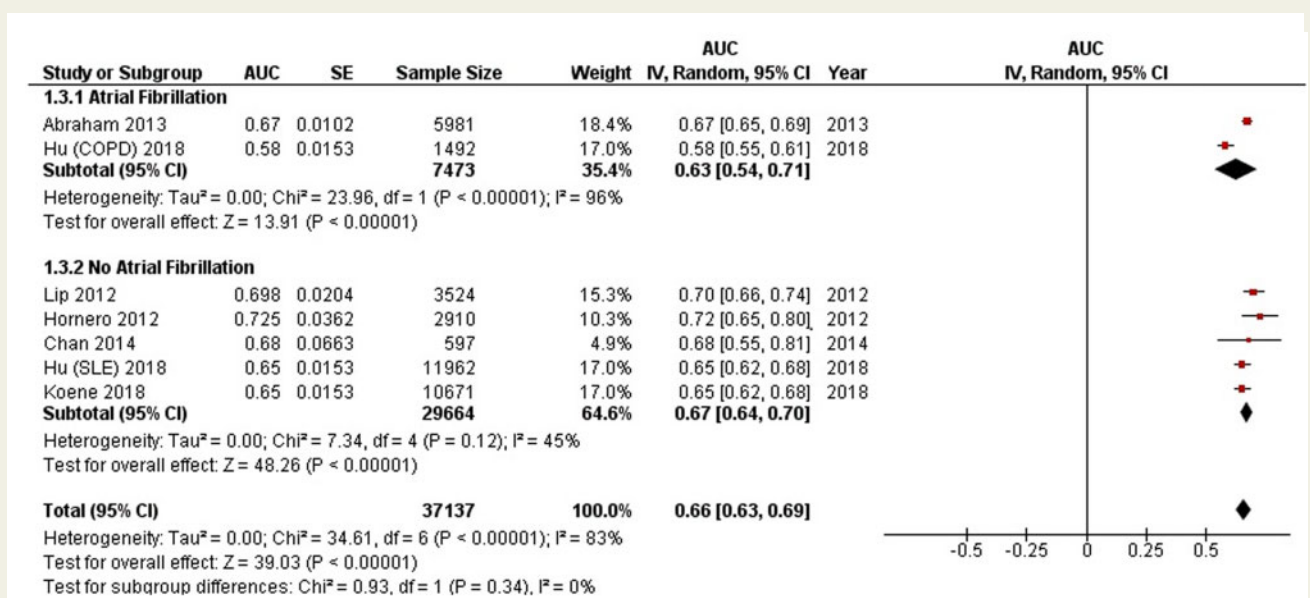 AUC AUC
Study or Subgroup AUC SE Sample Size Weight IV, Random, 95% CI Year IV, Random, 95% CI
1.3.1 Atrial Fibrillation
Abraham 2013 0.67 0.0102 5981 18.4% 0.67 [0.65, 0.69] 2013
Hu (COPD) 2018 0.58 0.0153 1492 17.0% 0.58 [0.55, 0.61] 2018
Subtotal (95% CI) 7473 35.4% 0.63 [0.54, 0.71]
Heterogeneity: Tau² = 0.00; Chi² = 23.96, df = 1 (P < 0.00001); I² = 96%
Test for overall effect: Z = 13.91 (P < 0.00001)
1.3.2 No Atrial Fibrillation
Lip 2012 0.698 0.0204 3524 15.3% 0.70 [0.66, 0.74] 2012
Hornero 2012 0.725 0.0362 2910 10.3% 0.72 [0.65, 0.80] 2012
Chan 2014 0.68 0.0663 597 4.9% 0.68 [0.55, 0.81] 2014
Hu (SLE) 2018 0.65 0.0153 11962 17.0% 0.65 [0.62, 0.68] 2018
Koene 2018 0.65 0.0153 10671 17.0% 0.65 [0.62, 0.68] 2018
Subtotal (95% CI) 29664 64.6% 0.67 [0.64, 0.70]
Heterogeneity: Tau² = 0.00; Chi² = 7.34, df = 4 (P = 0.12); I² = 45%
Test for overall effect: Z = 48.26 (P < 0.00001)
Total (95% CI) 37137 100.0% 0.66 [0.63, 0.69]
Heterogeneity: Tau² = 0.00; Chi² = 34.61, df = 6 (P < 0.00001); I² = 83%
Test for overall effect: Z = 39.03 (P < 0.00001)
Test for subgroup differences: Chi² = 0.93, df = 1 (P = 0.34), I² = 0%
-0.5 -0.25 0 0.25 0.5